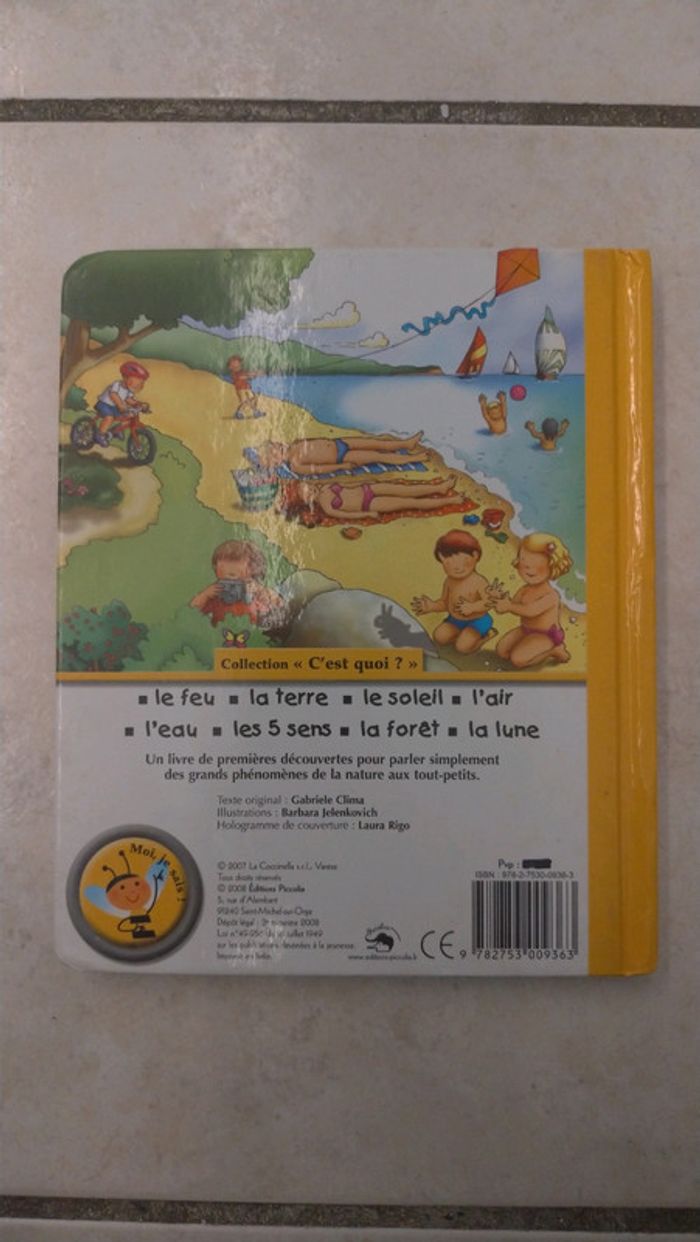 Collection « C'est quoi ? »
▪ le feu ▪ la terre ▪ le soleil ▪ l'air
▪ l'eau ▪ les 5 sens ▪ la forêt ▪ la lune
Un livre de premières découvertes pour parler simplement
des grands phénomènes de la nature aux tout-petits.
Texte original : Gabriele Clima
Illustrations : Barbara Jelenkovich
Hologramme de couverture : Laura Rigo
Moi, je sais !
© 2007 La Coccinella s.r.l., Varese
Tous droits réservés
© 2008 Éditions Piccolia
5, rue d'Alembert
91240 Saint-Michel-sur-Orge
Dépôt légal : 2e trimestre 2008
Loi n°49-956 du 16 juillet 1949
sur les publications destinées à la jeunesse.
Imprimé en Italie.
www.editions-piccolia.fr
CE
Pvp :
ISBN : 978-2-7530-0936-3
9 782753 009363